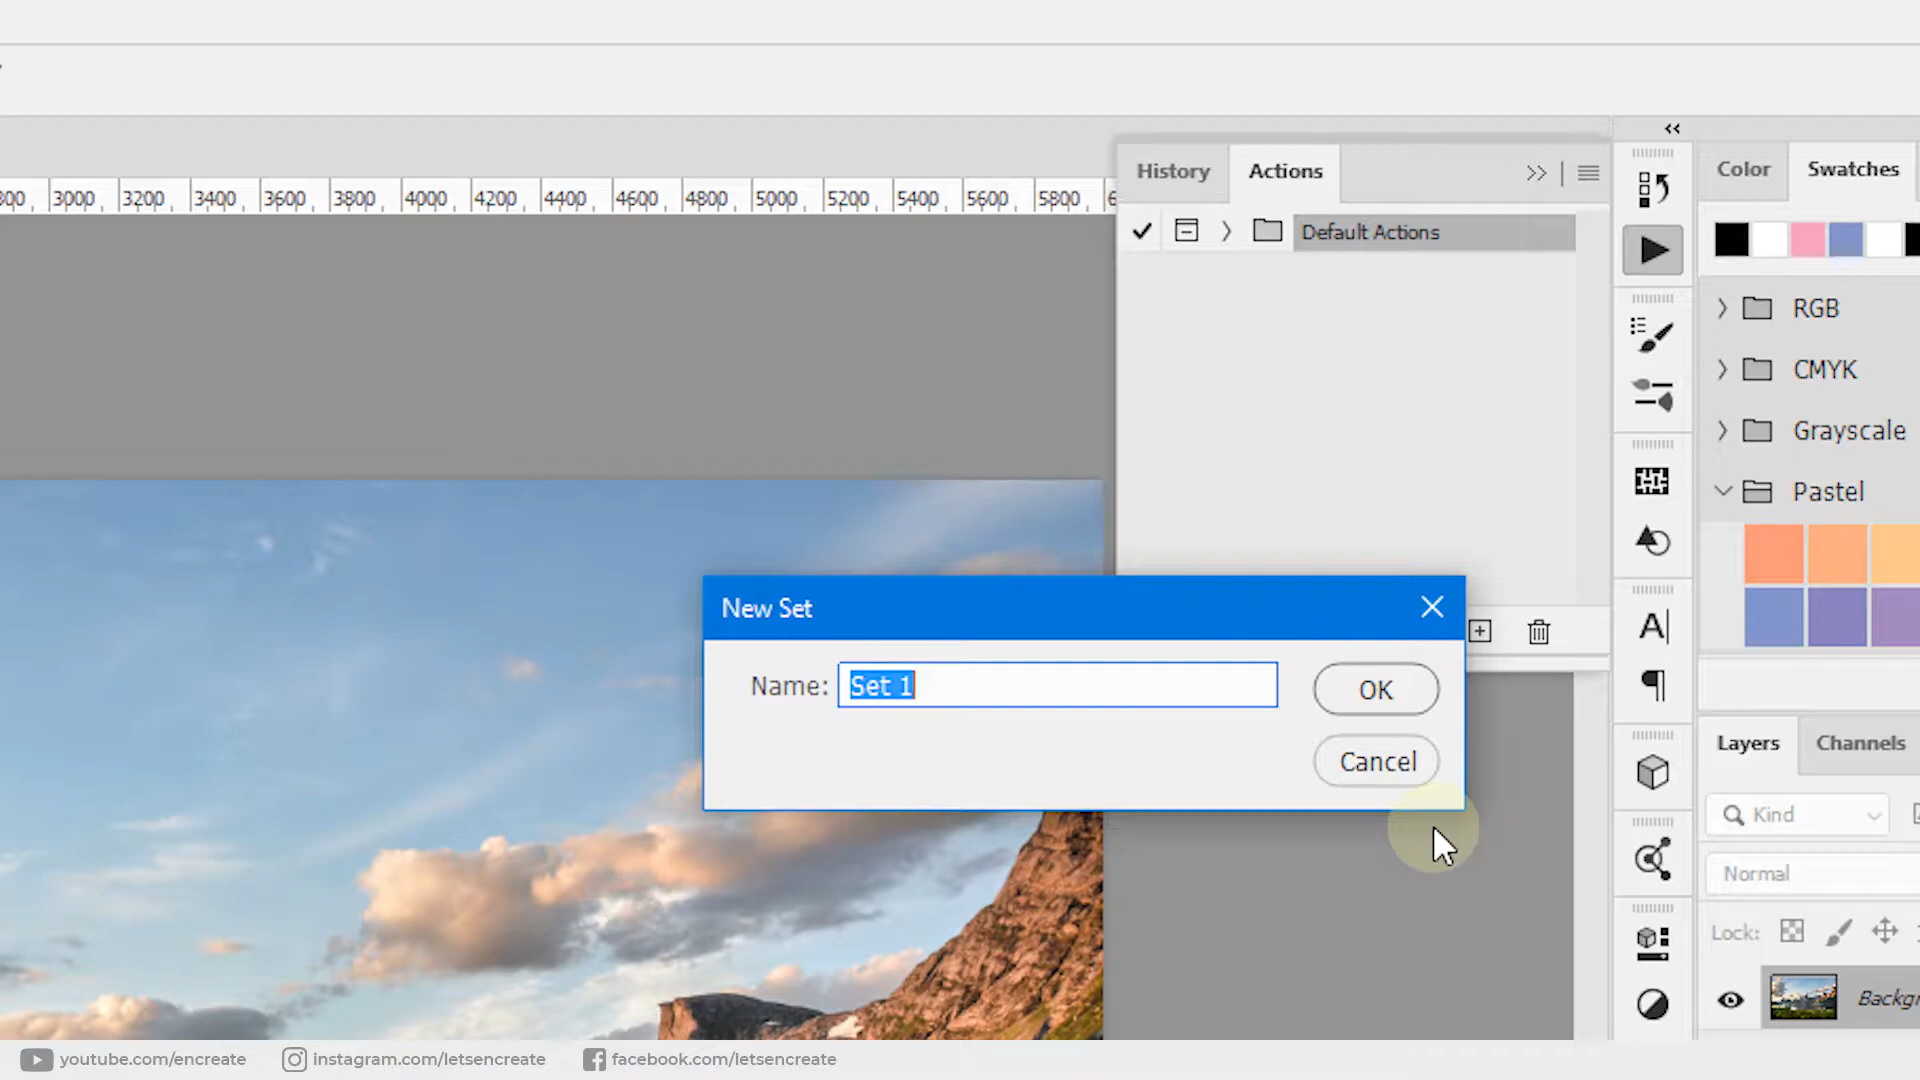 History Actions
Color Swatches
3000 3200 3400 3600 3800 4000 4200 4400 4600 4800 5000 5200 5400 5600 5800
Default Actions
RGB
CMYK
Grayscale
Pastel
New Set
Name: Set 1
OK
Cancel
Layers Channels
Kind
Normal
Lock:
youtube.com/encreate instagram.com/letsencreate facebook.com/letsencreate